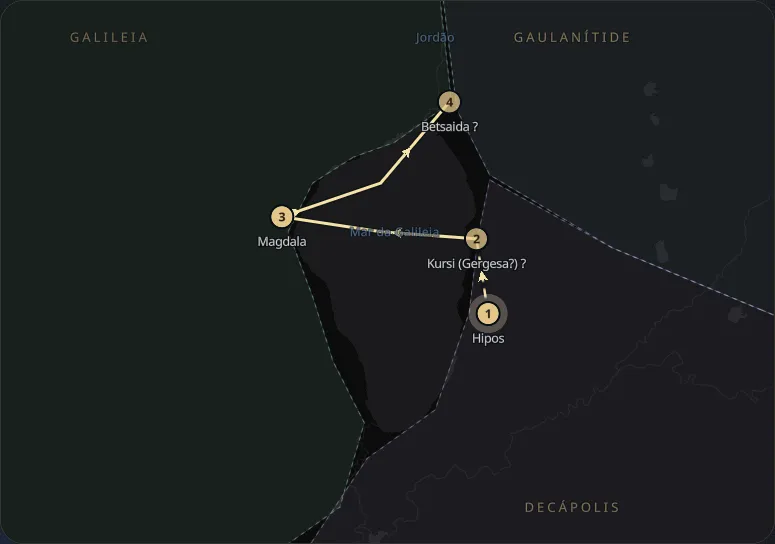 GALILEIA
Jordão
GAULANÍTIDE
4
Betsaida ?
3
Magdala
Mar da Galileia
2
Kursi (Gergesa?) ?
1
Hipos
DECÁPOLIS